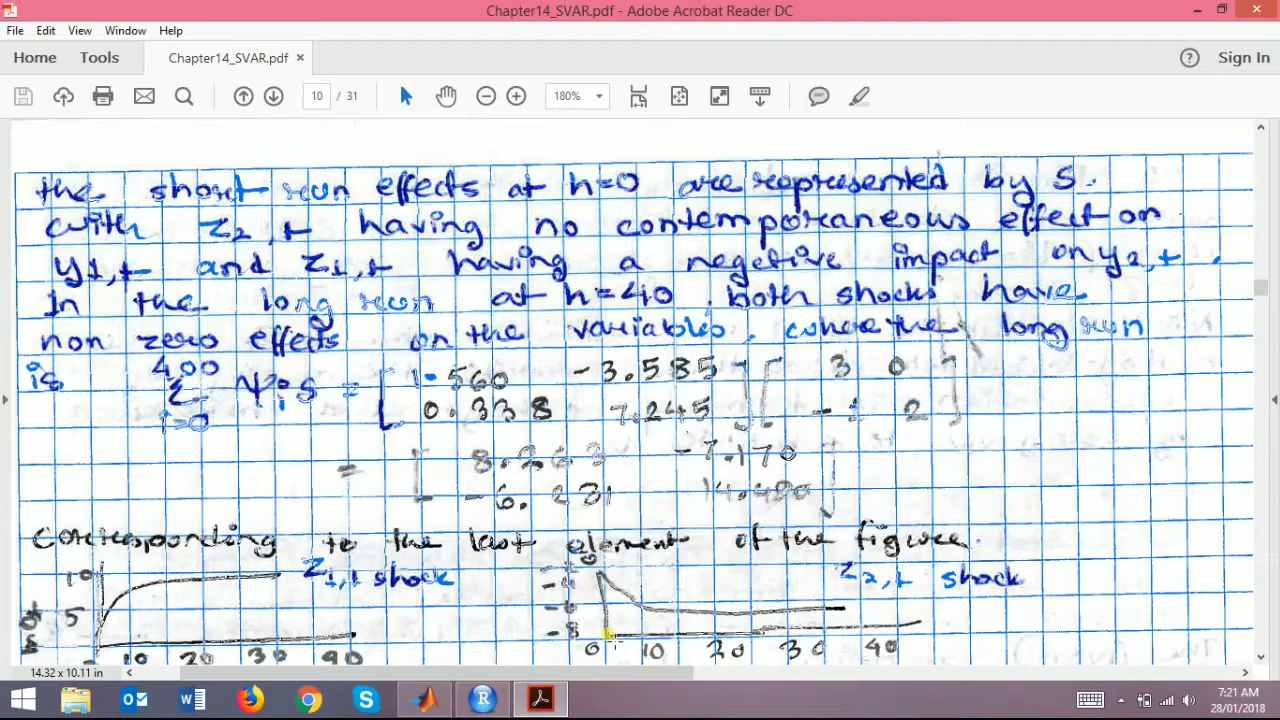 Chapter14_SVAR.pdf - Adobe Acrobat Reader DC
File Edit View Window Help
Home Tools Chapter14_SVAR.pdf × Sign In
10 / 31 180%
the short run effects at h=0 are represented by S.
with z2,t having no contemporaneous effect on
y1,t and z1,t having a negative impact on y2,t.
In the long run at h=40, both shocks have
non zero effects on the variables, where the long run
is 400 Σ i=0 Ψi S = [ 1.560 -3.585 ] [ 3 0 ]
0.338 7.245 -1 2
= [ 8.263 -7.170 ]
-6.231 14.490
Corresponding to the last element of the figure.
z1,t shock z2,t shock
10 -4
5 -6
-8
10 20 30 40 0 10 20 30 40
14.32 x 10.11 in
7:21 AM
28/01/2018